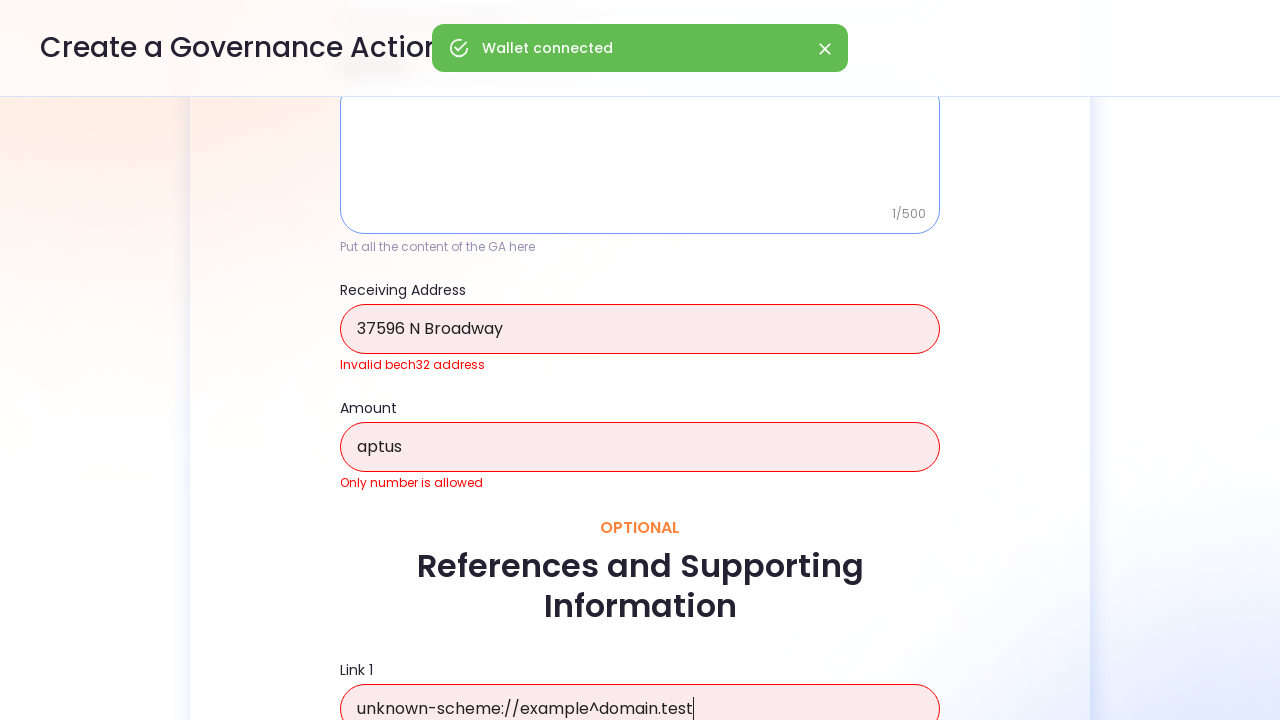 Create a Governance Action
Wallet connected
1/500
Put all the content of the GA here
Receiving Address
37596 N Broadway
Invalid bech32 address
Amount
aptus
Only number is allowed
OPTIONAL
References and Supporting
Information
Link 1
unknown-scheme://example^domain.test